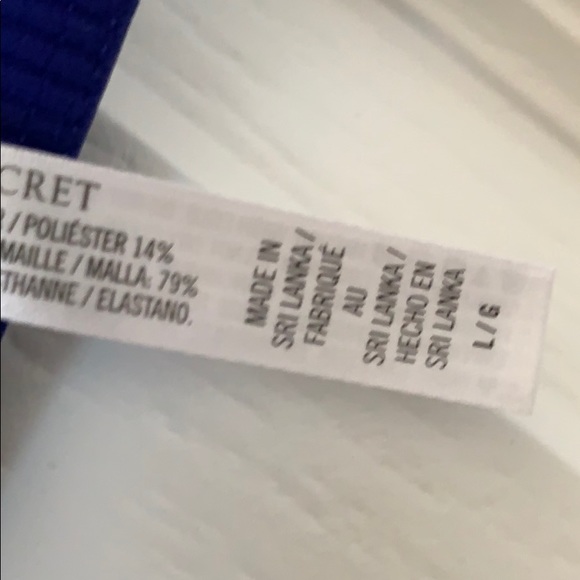 CRET
/ POLIÉSTER 14%
MAILLE / MALLA: 79%
THANNE / ELASTANO.
MADE IN
SRI LANKA /
FABRIQUÉ
AU
SRI LANKA /
HECHO EN
SRI LANKA
L / G